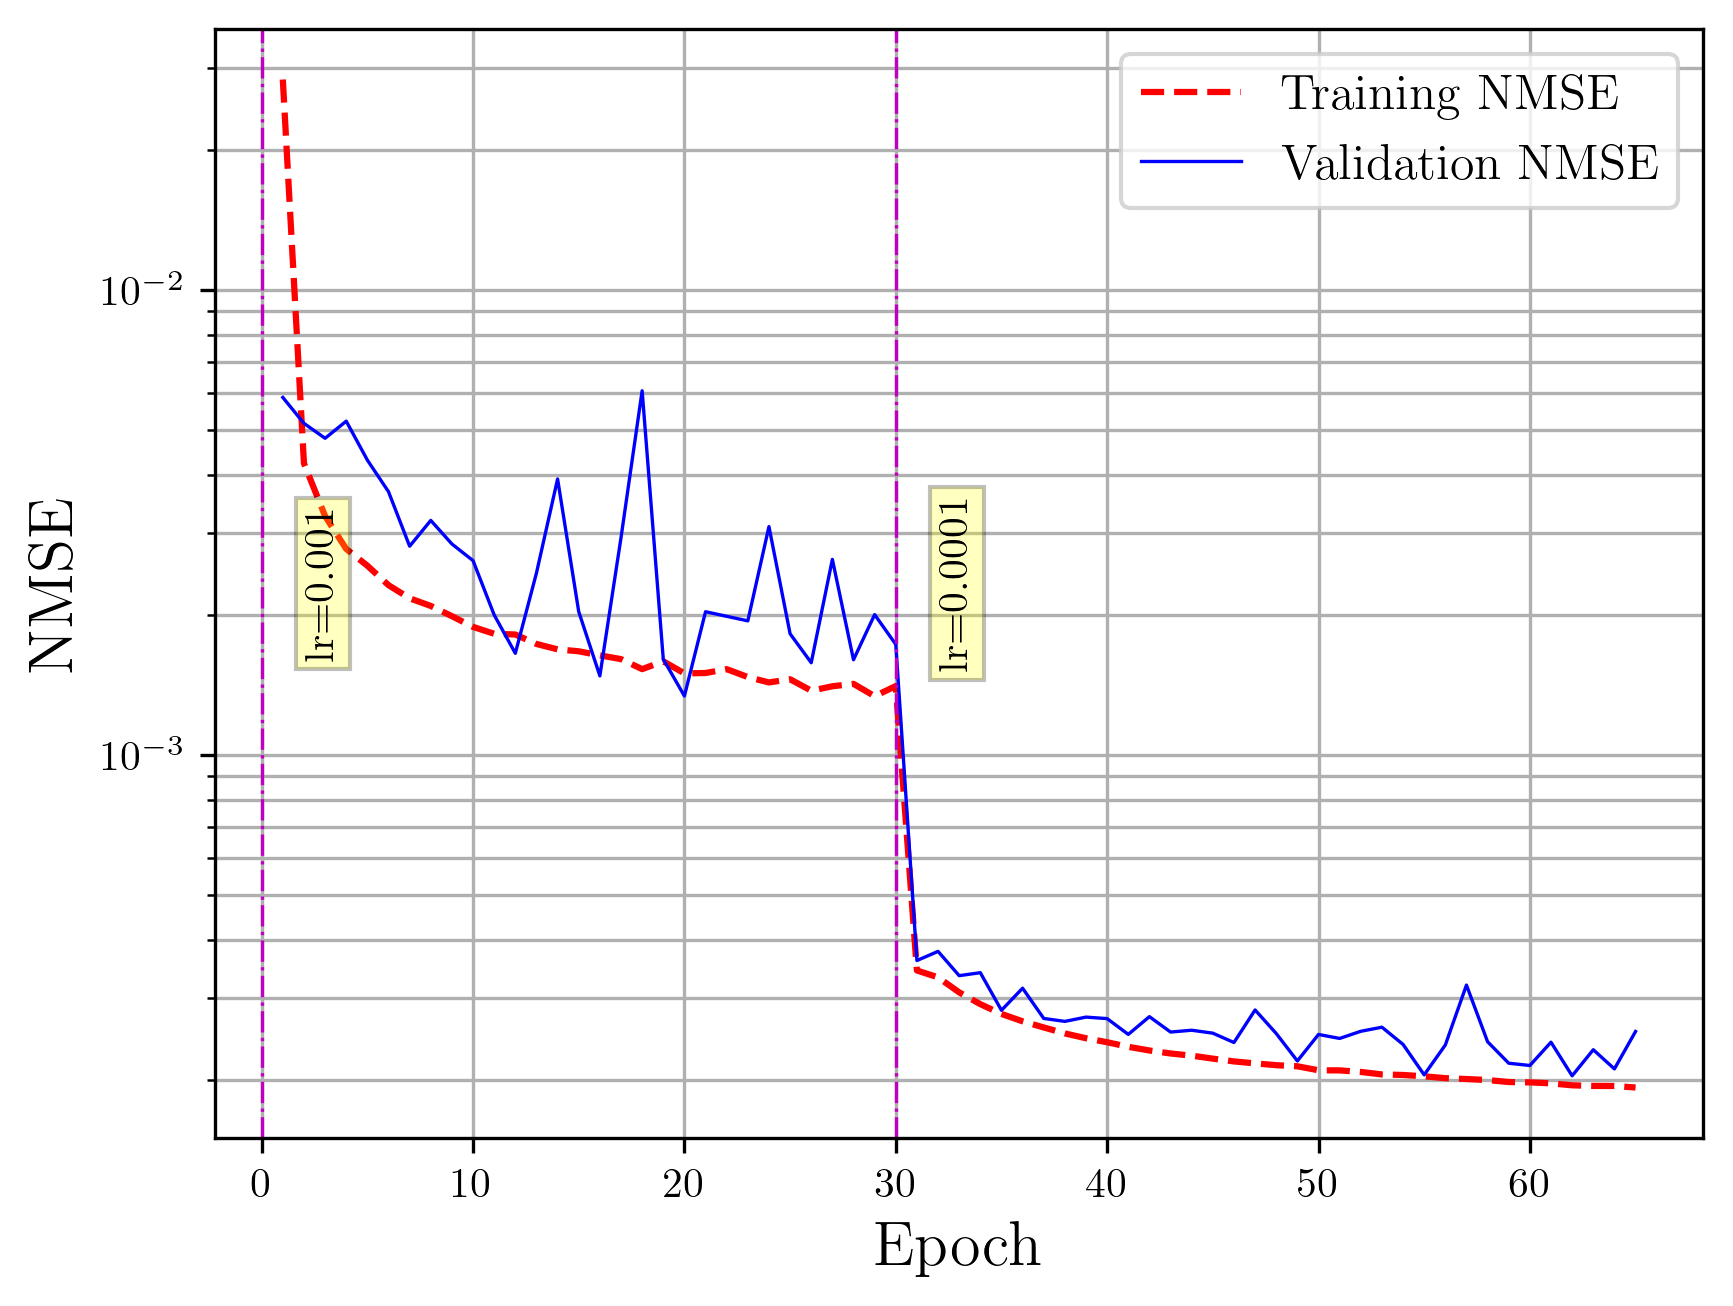 Training NMSE
Validation NMSE
NMSE
10⁻²
10⁻³
lr=0.001
lr=0.0001
0 10 20 30 40 50 60
Epoch